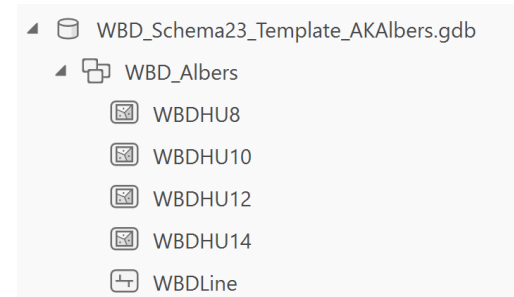 WBD_Schema23_Template_AKAlbers.gdb
WBD_Albers
WBDHU8
WBDHU10
WBDHU12
WBDHU14
WBDLine